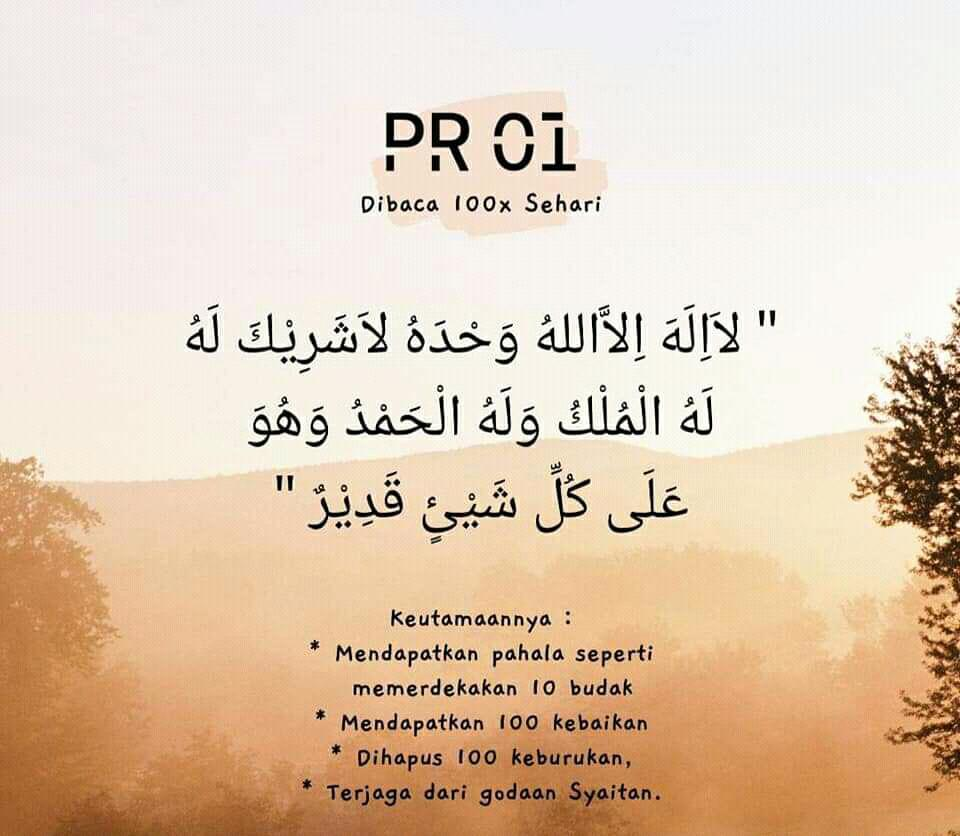 PR 01
Dibaca 100x Sehari
" لاَاِلَهَ اِلاَّاللهُ وَحْدَهُ لاَشَرِيْكَ لَهُ
لَهُ الْمُلْكُ وَلَهُ الْحَمْدُ وَهُوَ
عَلَى كُلِّ شَيْئٍ قَدِيْرٌ "
Keutamaannya :
* Mendapatkan pahala seperti
memerdekakan 10 budak
* Mendapatkan 100 kebaikan
* Dihapus 100 keburukan,
* Terjaga dari godaan Syaitan.